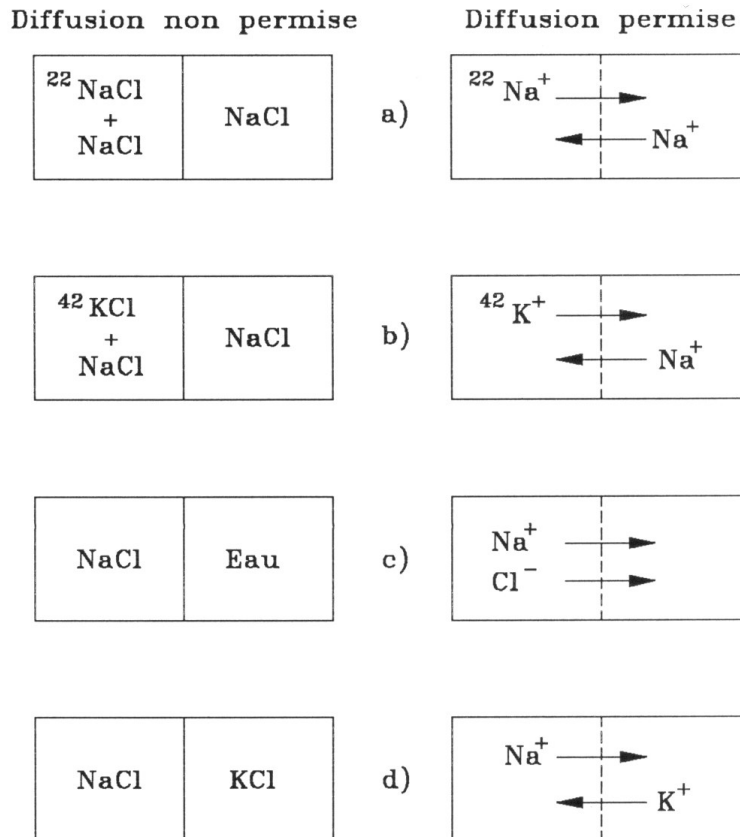 Diffusion non permise
Diffusion permise
²²NaCl
+
NaCl
NaCl
a)
²²Na⁺
Na⁺
⁴²KCl
+
NaCl
NaCl
b)
⁴²K⁺
Na⁺
NaCl
Eau
c)
Na⁺
Cl⁻
NaCl
KCl
d)
Na⁺
K⁺